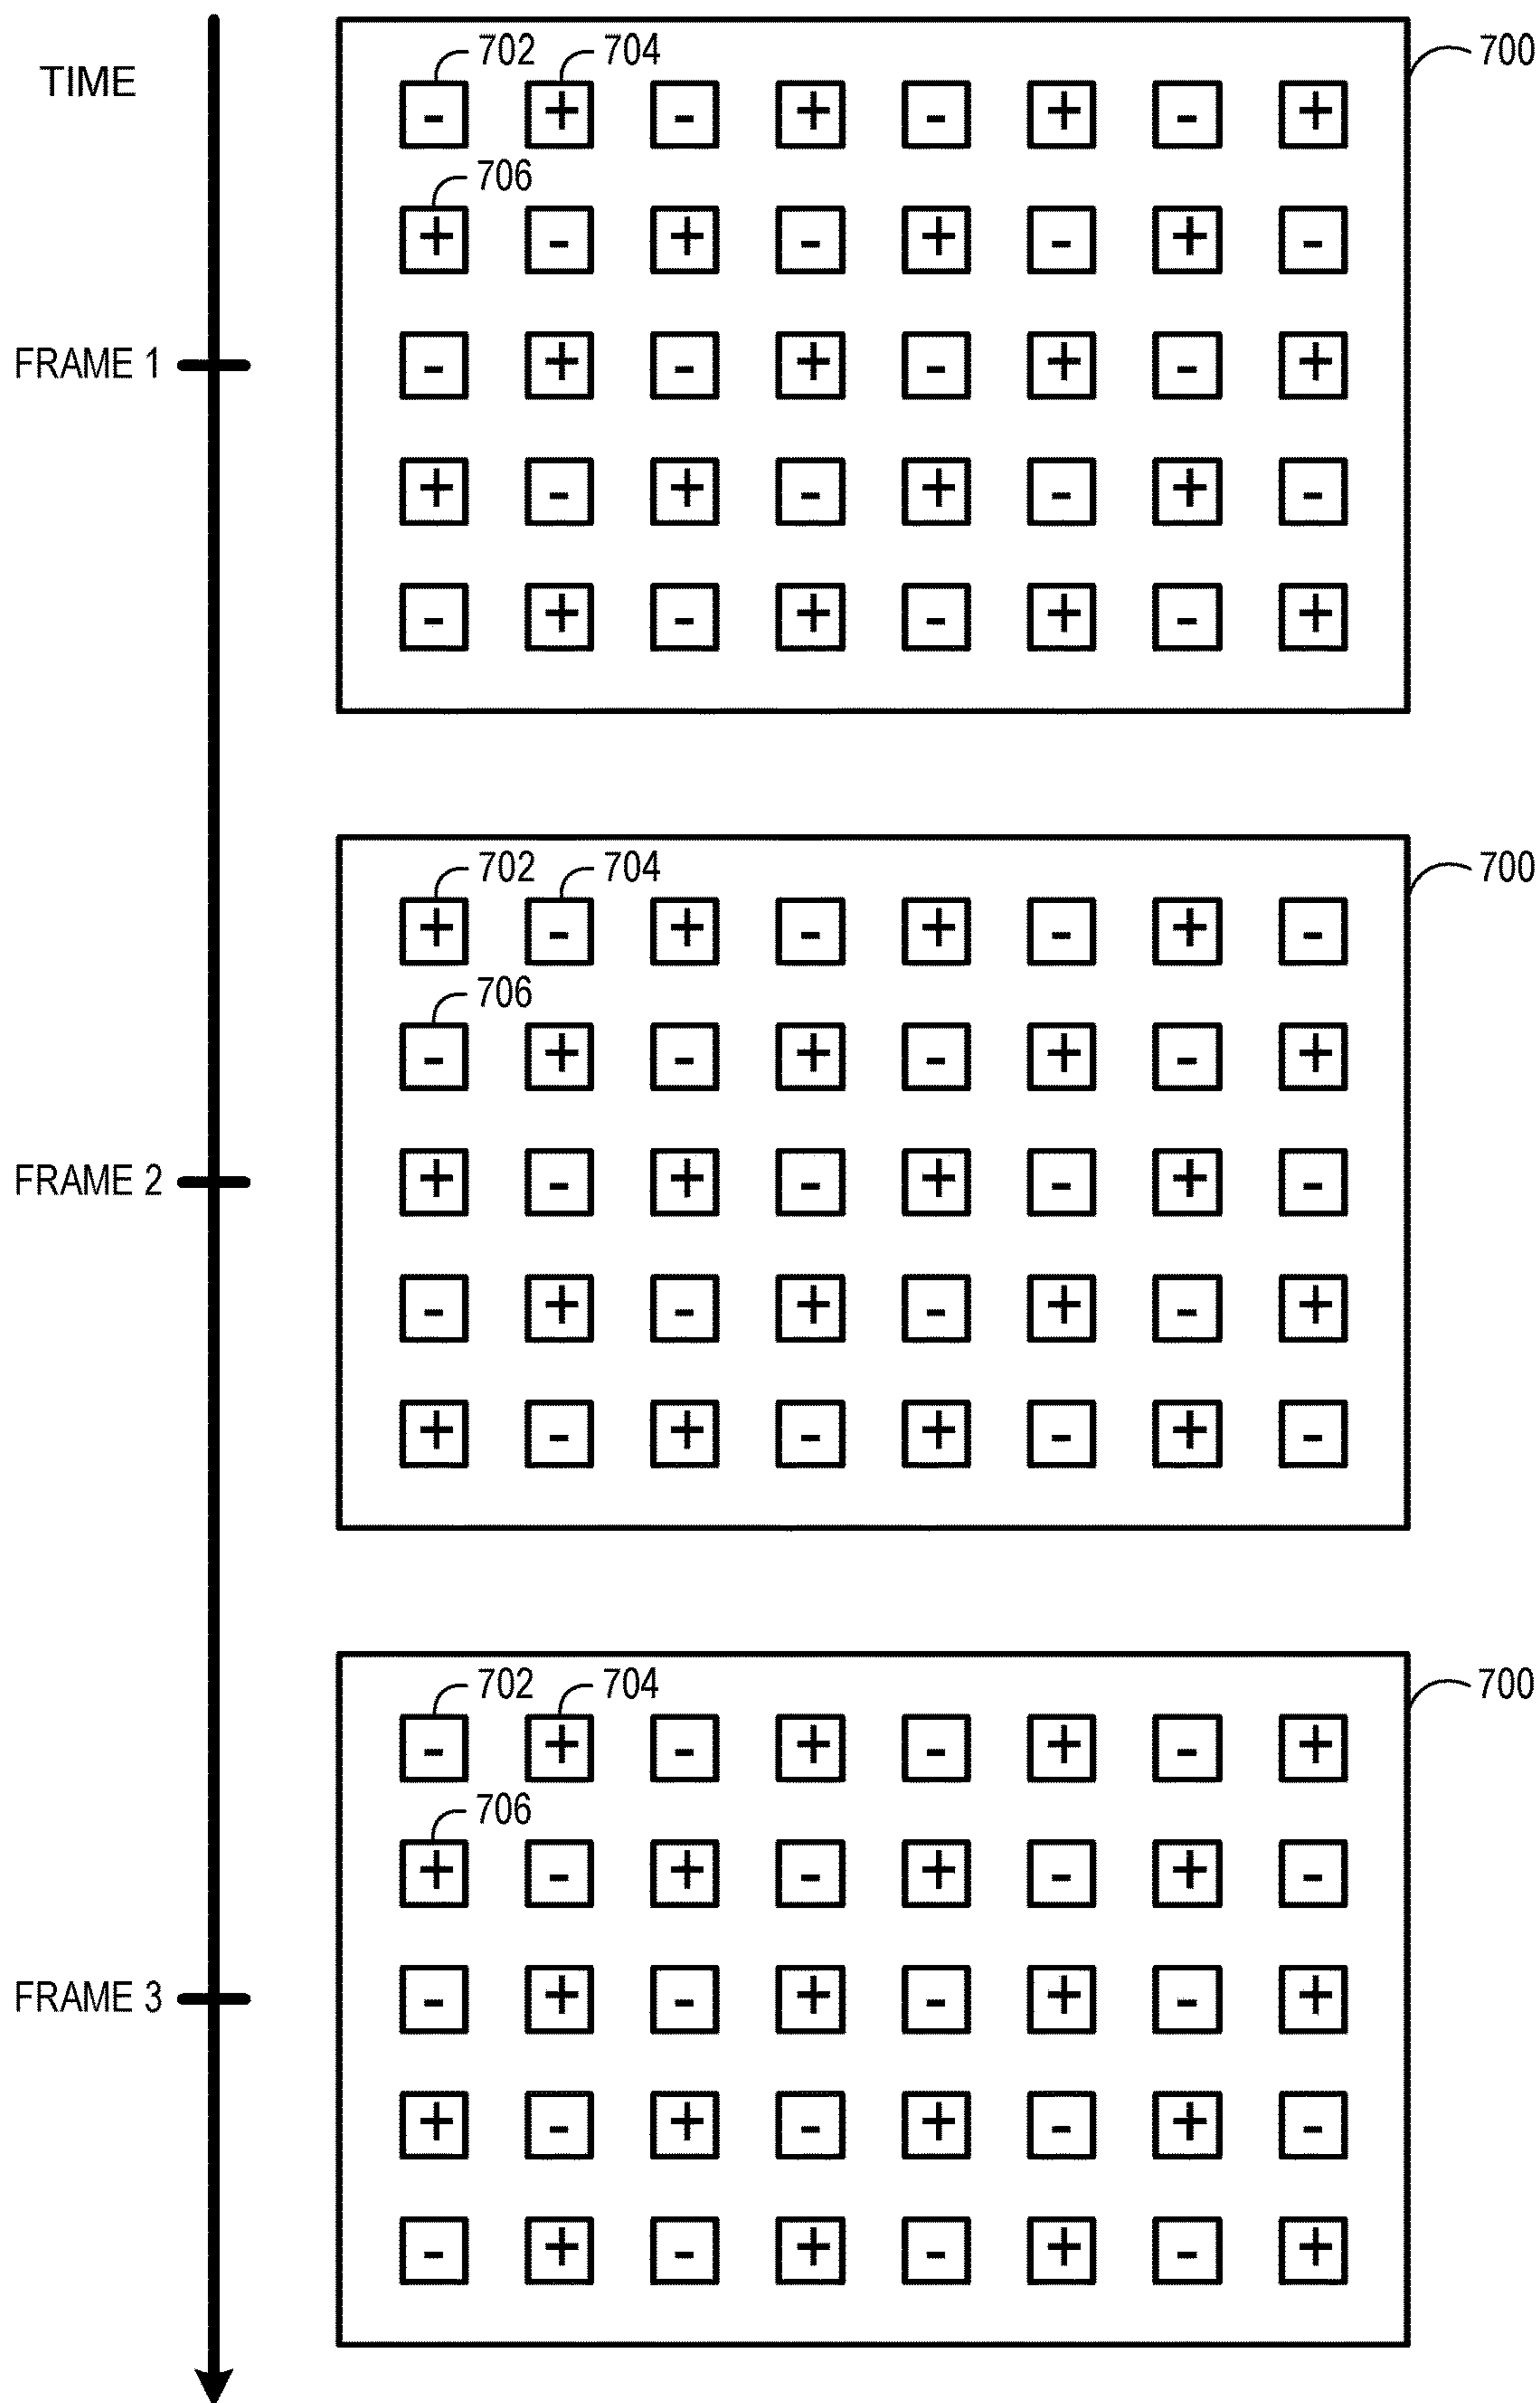 702 704 700
TIME
- + - + - + - +
706
+ - + - + - + -
FRAME 1
- + - + - + - +
+ - + - + - + -
- + - + - + - +
702 704 700
+ - + - + - + -
706
- + - + - + - +
FRAME 2
+ - + - + - + -
- + - + - + - +
+ - + - + - + -
702 704 700
- + - + - + - +
706
+ - + - + - + -
FRAME 3
- + - + - + - +
+ - + - + - + -
- + - + - + - +